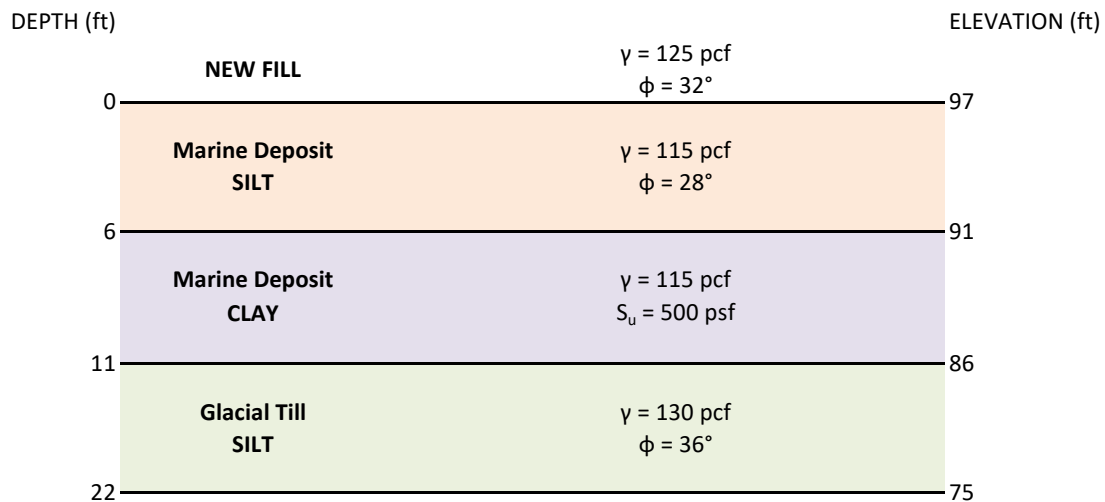 DEPTH (ft)
ELEVATION (ft)
NEW FILL
γ = 125 pcf
ϕ = 32°
0
97
Marine Deposit
SILT
γ = 115 pcf
ϕ = 28°
6
91
Marine Deposit
CLAY
γ = 115 pcf
Su = 500 psf
11
86
Glacial Till
SILT
γ = 130 pcf
ϕ = 36°
22
75